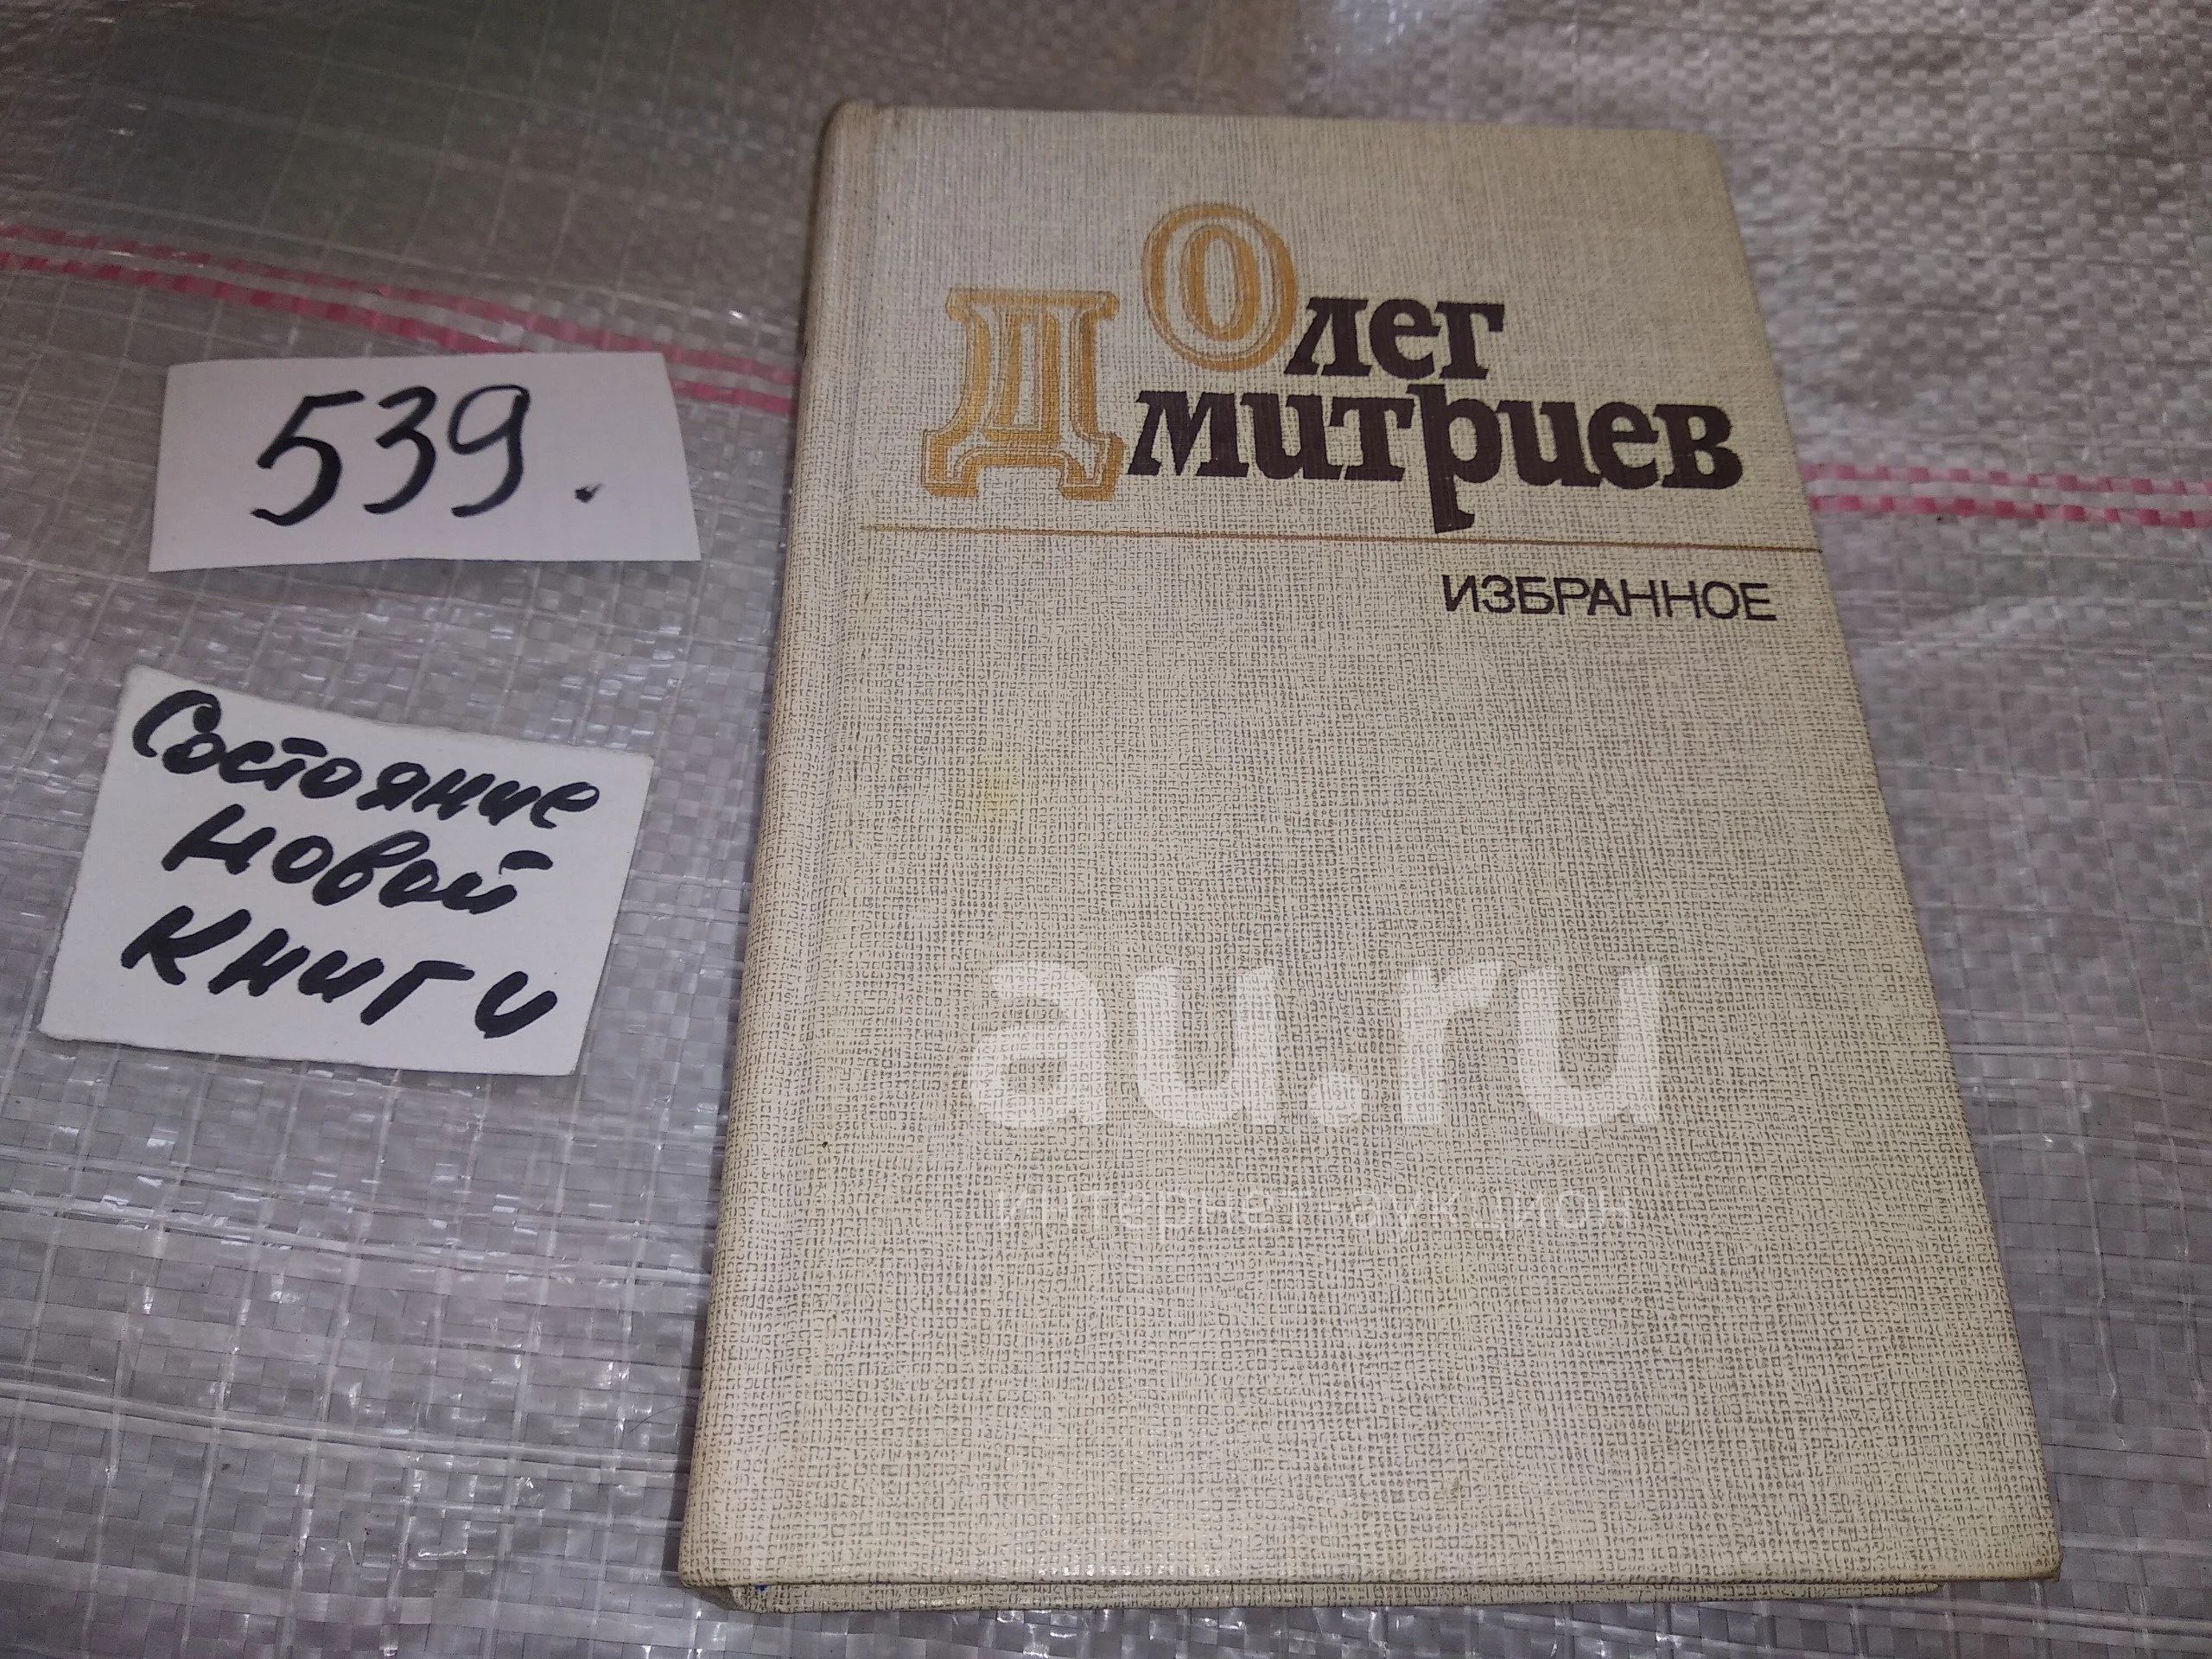 539.
Состояние
новой
книги
Олег
Дмитриев
ИЗБРАННОЕ
au.ru
интернет-аукцион